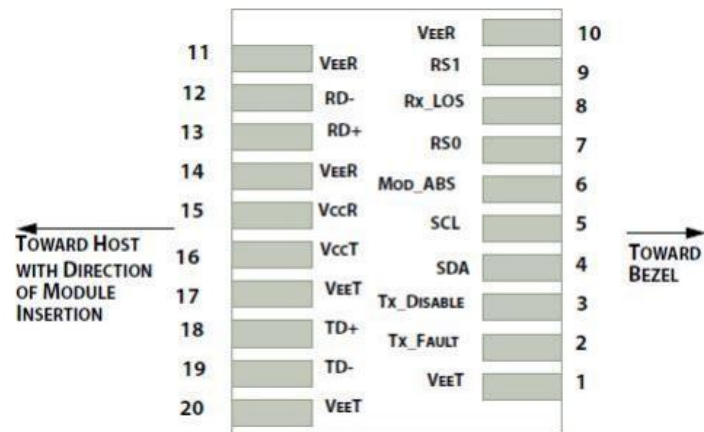 VEER 10
11 VEER
RS1 9
12 RD-
Rx_LOS 8
13 RD+
RS0 7
14 VEER
MOD_ABS 6
15 VCCR
SCL 5
16 VCCT
SDA 4
17 VEET
TX_DISABLE 3
18 TD+
TX_FAULT 2
19 TD-
VEET 1
20 VEET
TOWARD HOST
WITH DIRECTION
OF MODULE
INSERTION
TOWARD
BEZEL